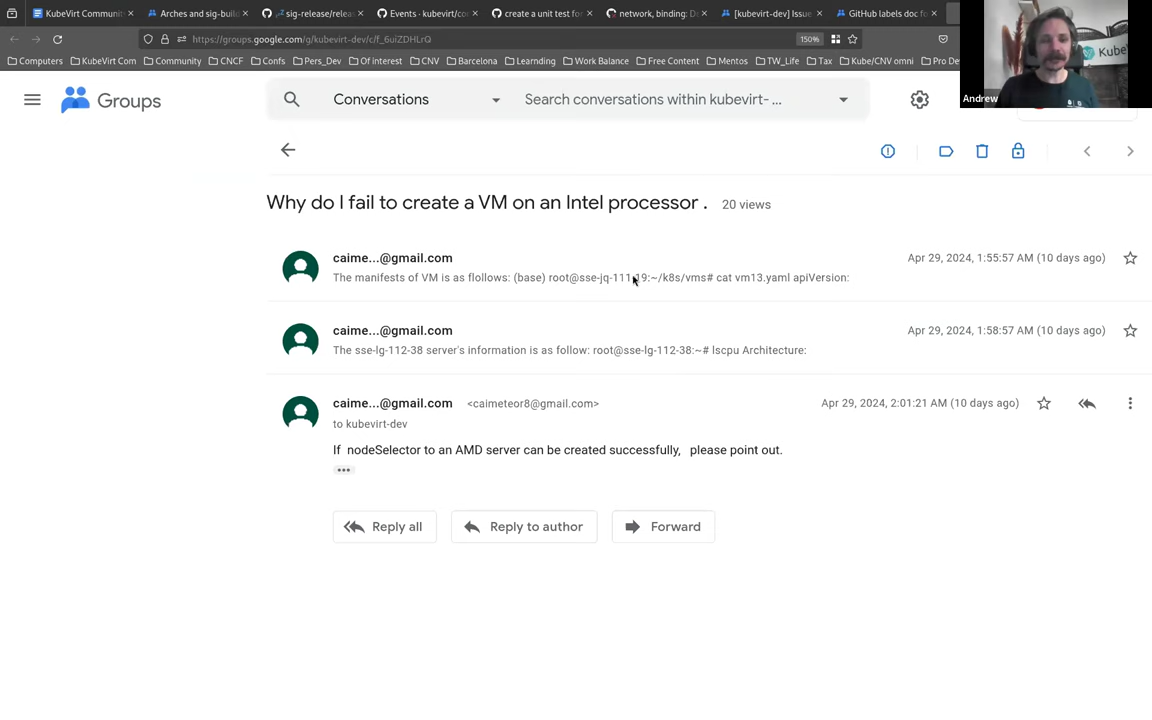 KubeVirt Communi
Arches and sig-build
sig-release/relea
Events · kubevirt/co
create a unit test fo
network, binding: D
[kubevirt-dev] Issue
GitHub labels doc f
https://groups.google.com/g/kubevirt-dev/c/f_6uiZDHLrQ
150%
Computers KubeVirt Com Community CNCF Confs Pers_Dev Of interest CNV Barcelona Learnding Work Balance Free Content Mentos TW_Life Tax Kube/CNV omni Pro De
Andrew
Groups
Conversations
Search conversations within kubevirt- ...
Why do I fail to create a VM on an Intel processor .
20 views
caime...@gmail.com
Apr 29, 2024, 1:55:57 AM (10 days ago)
The manifests of VM is as flollows: (base) root@sse-jq-111-19:~/k8s/vms# cat vm13.yaml apiVersion:
caime...@gmail.com
Apr 29, 2024, 1:58:57 AM (10 days ago)
The sse-lg-112-38 server's information is as follow: root@sse-lg-112-38:~# lscpu Architecture:
caime...@gmail.com <caimeteor8@gmail.com>
Apr 29, 2024, 2:01:21 AM (10 days ago)
to kubevirt-dev
If nodeSelector to an AMD server can be created successfully, please point out.
Reply all
Reply to author
Forward